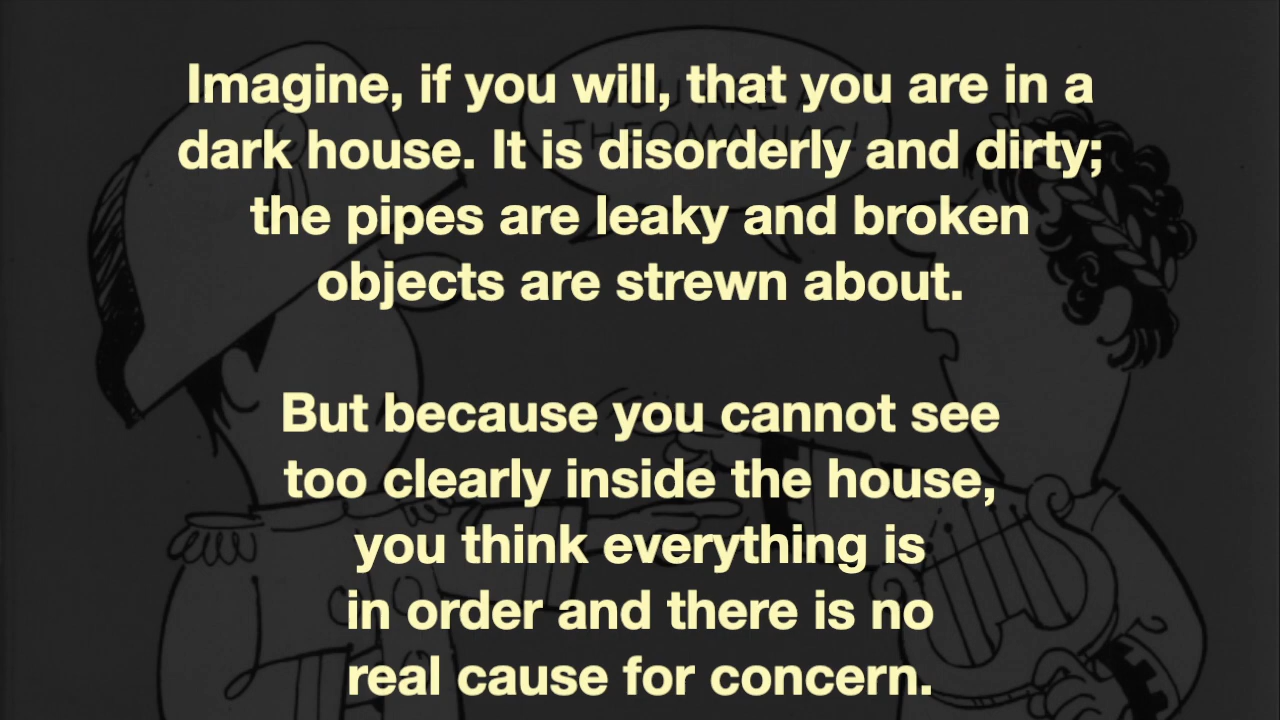 Imagine, if you will, that you are in a
dark house. It is disorderly and dirty;
the pipes are leaky and broken
objects are strewn about.
But because you cannot see
too clearly inside the house,
you think everything is
in order and there is no
real cause for concern.
THEOMANIAC!